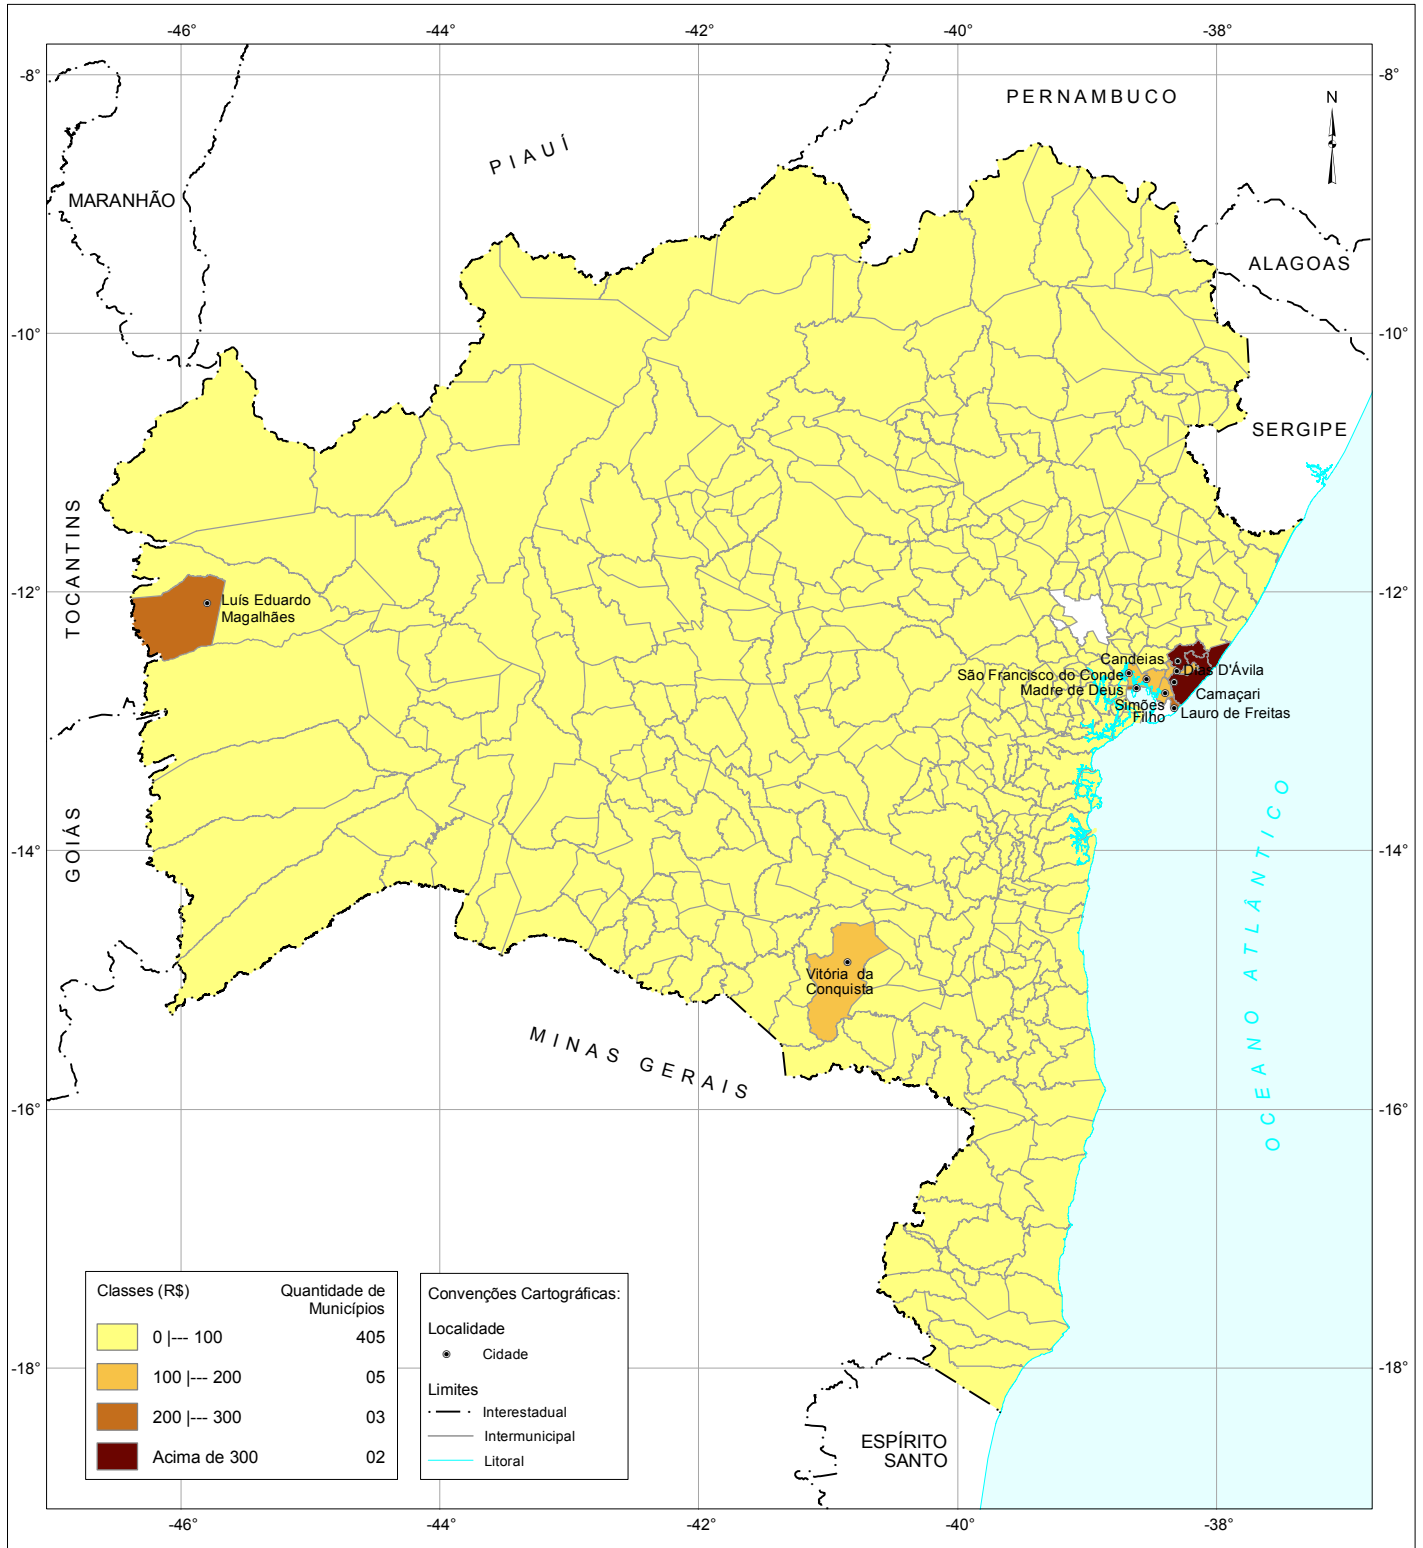 -46°
-44°
-42°
-40°
-38°
-8°
-8°
PERNAMBUCO
N
PIAUÍ
MARANHÃO
ALAGOAS
-10°
-10°
SERGIPE
TOCANTINS
-12°
-12°
Luís Eduardo
Magalhães
Candeias
Dias D'Ávila
São Francisco do Conde
Madre de Deus
Camaçari
Simões
Filho
Lauro de Freitas
GOIÁS
OCEANO ATLÂNTICO
-14°
-14°
Vitória da
Conquista
MINAS GERAIS
-16°
-16°
Classes (R$)
Quantidade de
Municípios
0 |--- 100
405
100 |--- 200
05
200 |--- 300
03
Acima de 300
02
Convenções Cartográficas:
Localidade
Cidade
Limites
Interestadual
Intermunicipal
Litoral
-18°
-18°
ESPÍRITO
SANTO
-46°
-44°
-42°
-40°
-38°